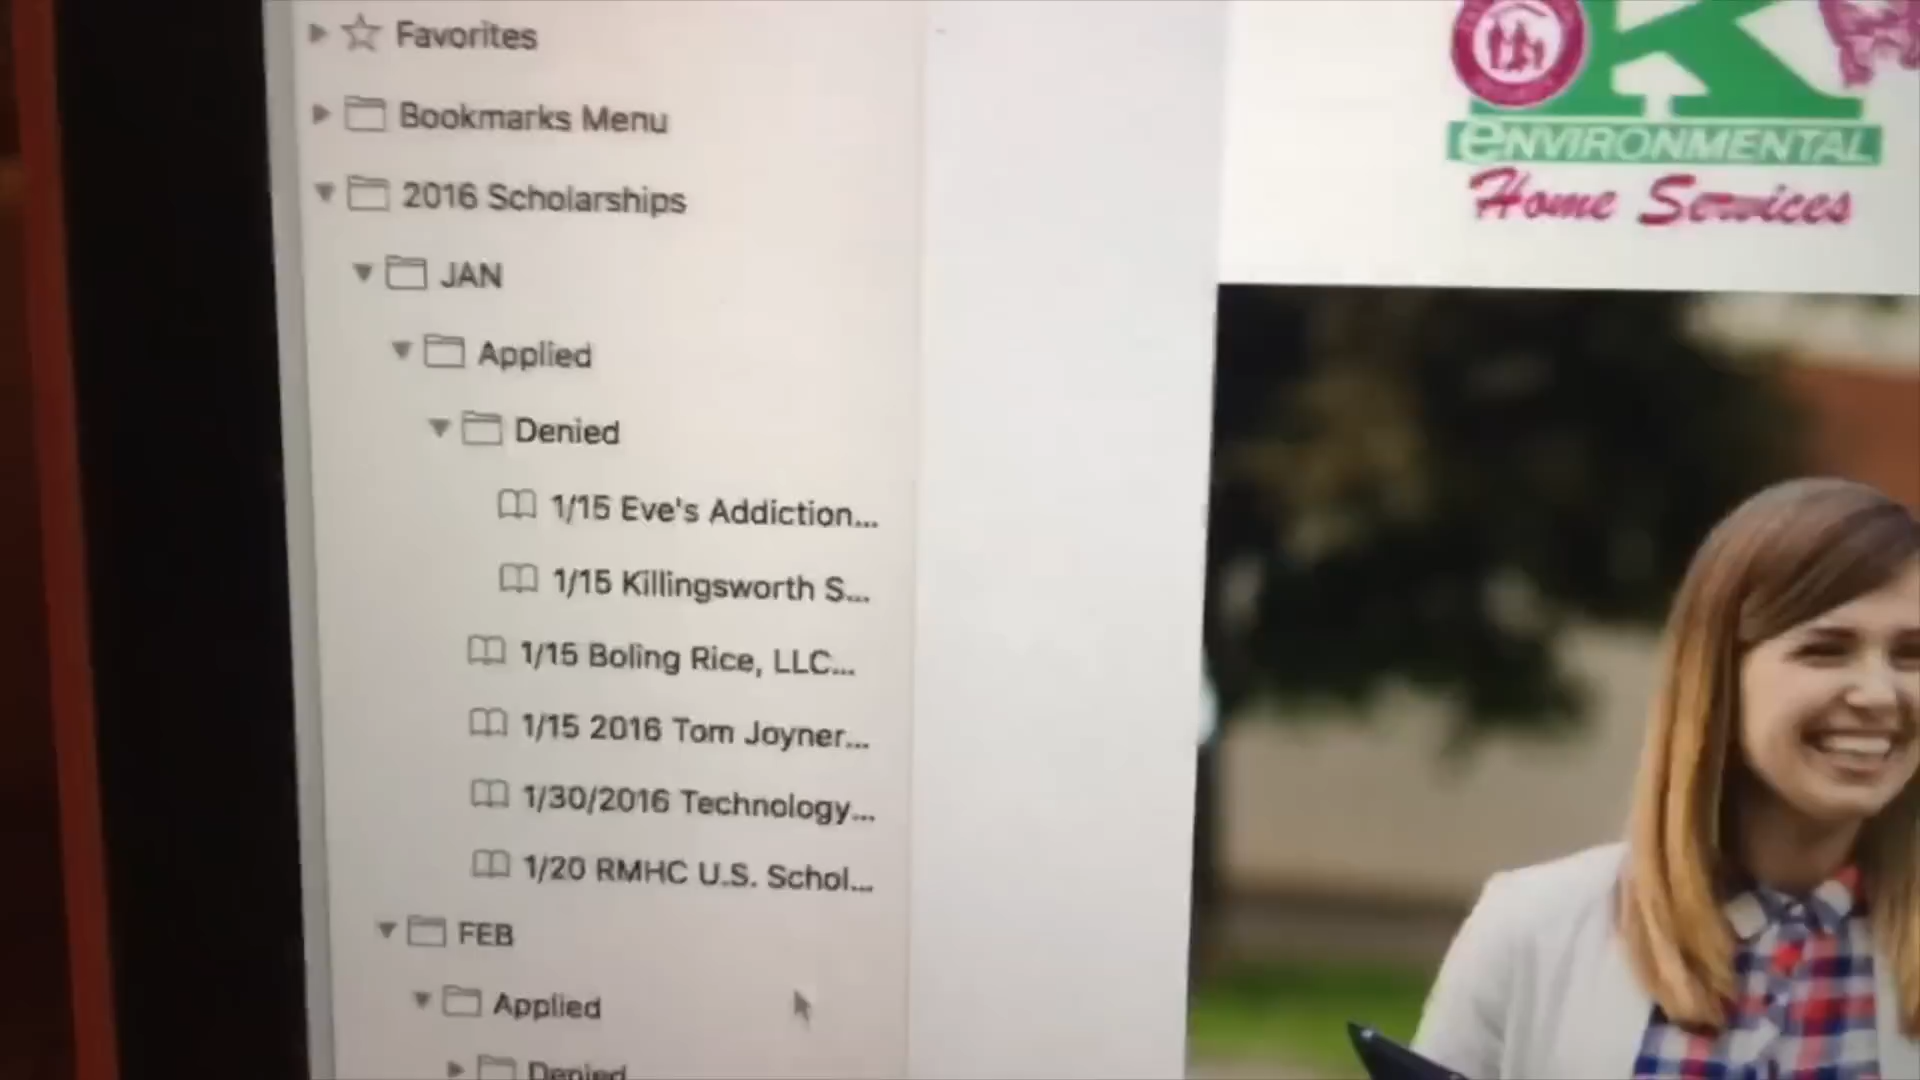 Favorites
Bookmarks Menu
2016 Scholarships
JAN
Applied
Denied
1/15 Eve's Addiction...
1/15 Killingsworth S...
1/15 Boling Rice, LLC...
1/15 2016 Tom Joyner...
1/30/2016 Technology...
1/20 RMHC U.S. Schol...
FEB
Applied
Denied
K
eNVIRONMENTAL
Home Services